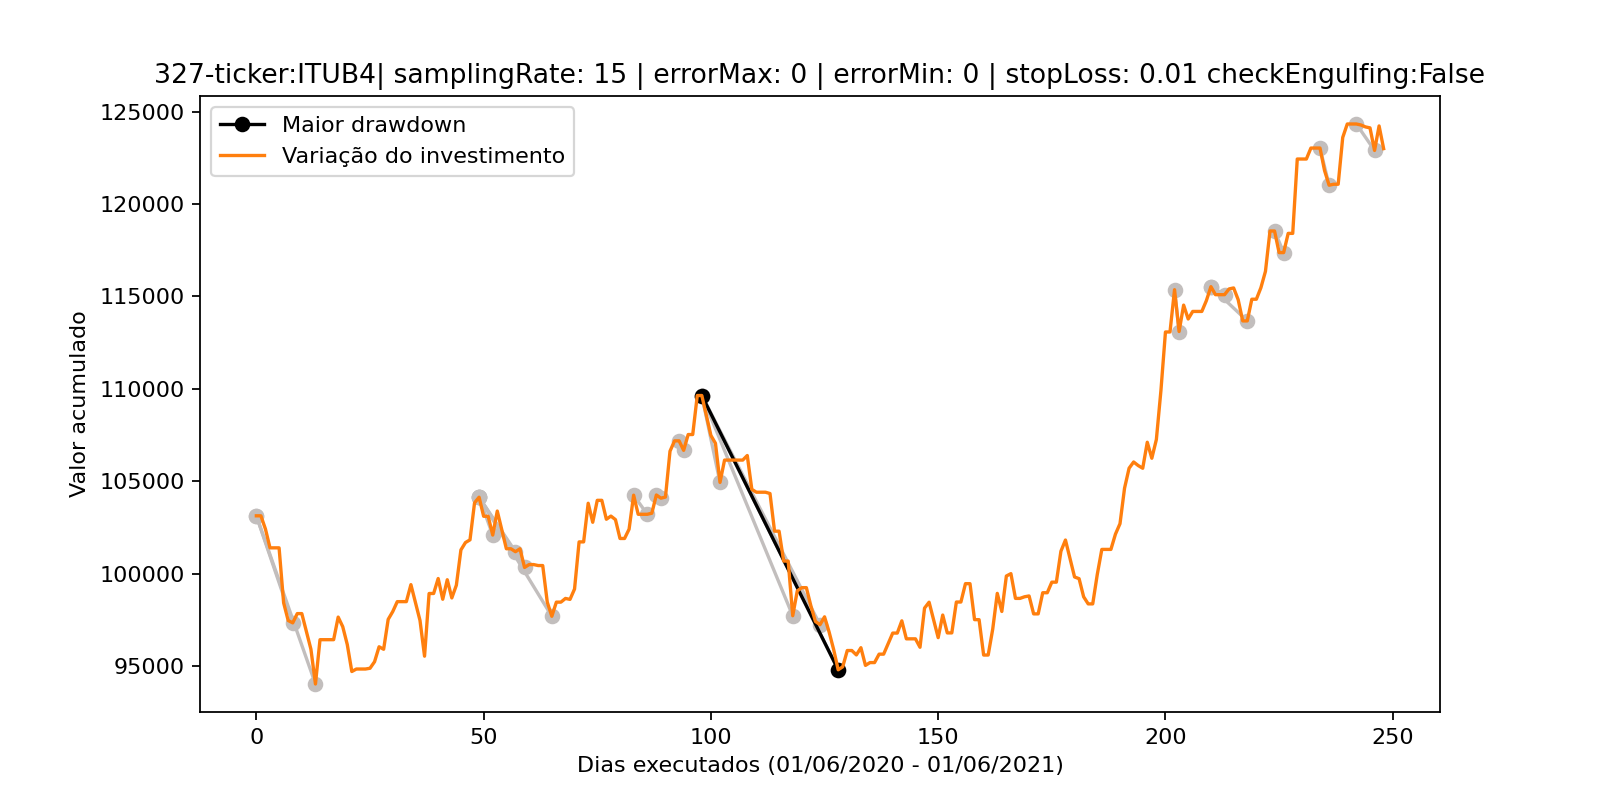 327-ticker:ITUB4| samplingRate: 15 | errorMax: 0 | errorMin: 0 | stopLoss: 0.01 checkEngulfing:False
Maior drawdown
Variação do investimento
Valor acumulado
125000
120000
115000
110000
105000
100000
95000
0 50 100 150 200 250
Dias executados (01/06/2020 - 01/06/2021)